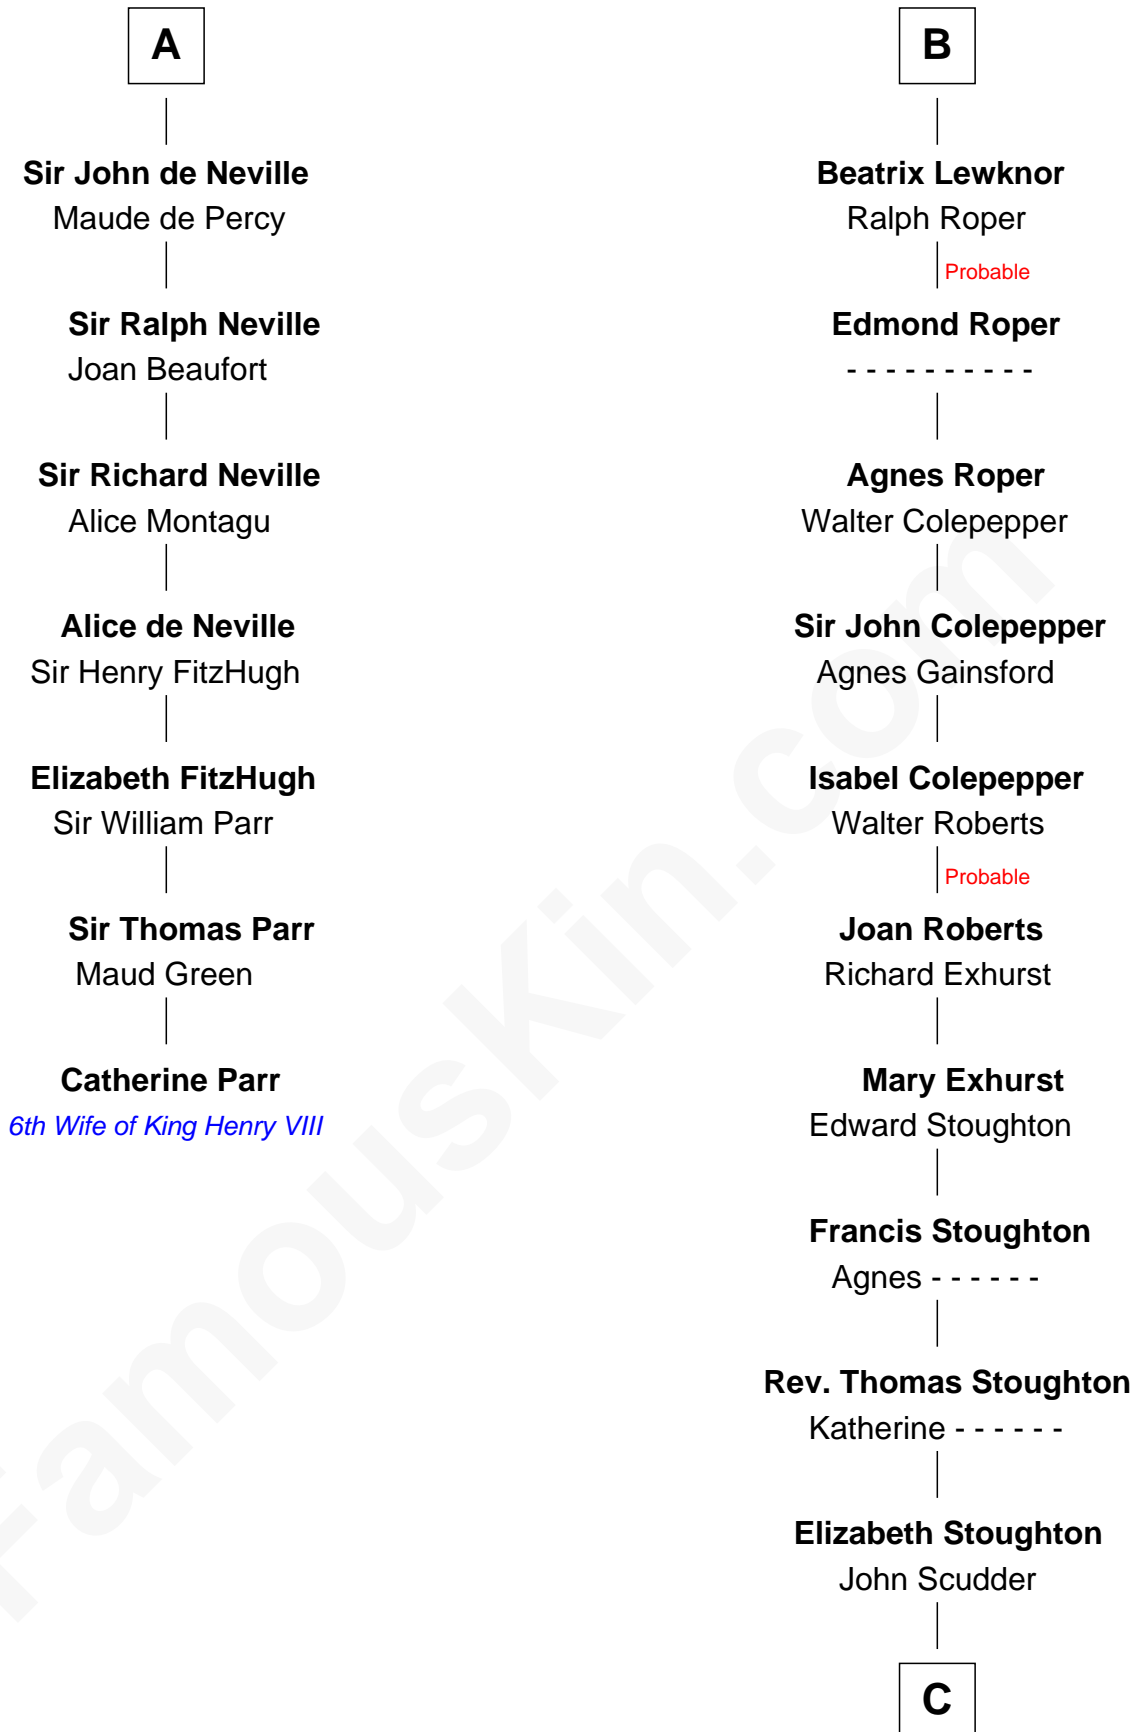 A
Sir John de Neville
Maude de Percy
Sir Ralph Neville
Joan Beaufort
Sir Richard Neville
Alice Montagu
Alice de Neville
Sir Henry FitzHugh
Elizabeth FitzHugh
Sir William Parr
Sir Thomas Parr
Maud Green
Catherine Parr
6th Wife of King Henry VIII
B
Beatrix Lewknor
Ralph Roper
Probable
Edmond Roper
- - - - - - - - - -
Agnes Roper
Walter Colepepper
Sir John Colepepper
Agnes Gainsford
Isabel Colepepper
Walter Roberts
Probable
Joan Roberts
Richard Exhurst
Mary Exhurst
Edward Stoughton
Francis Stoughton
Agnes - - - - - -
Rev. Thomas Stoughton
Katherine - - - - - -
Elizabeth Stoughton
John Scudder
C
FamousKin.com